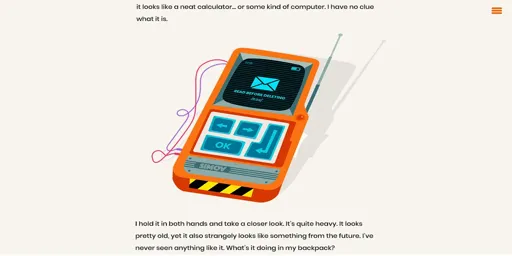 it looks like a neat calculator... or some kind of computer. I have no clue
what it is.
READ BEFORE DELETING
OK
I hold it in both hands and take a closer look. It's quite heavy. It looks
pretty old, yet it also strangely looks like something from the future. I've
never seen anything like it. What's it doing in my backpack?